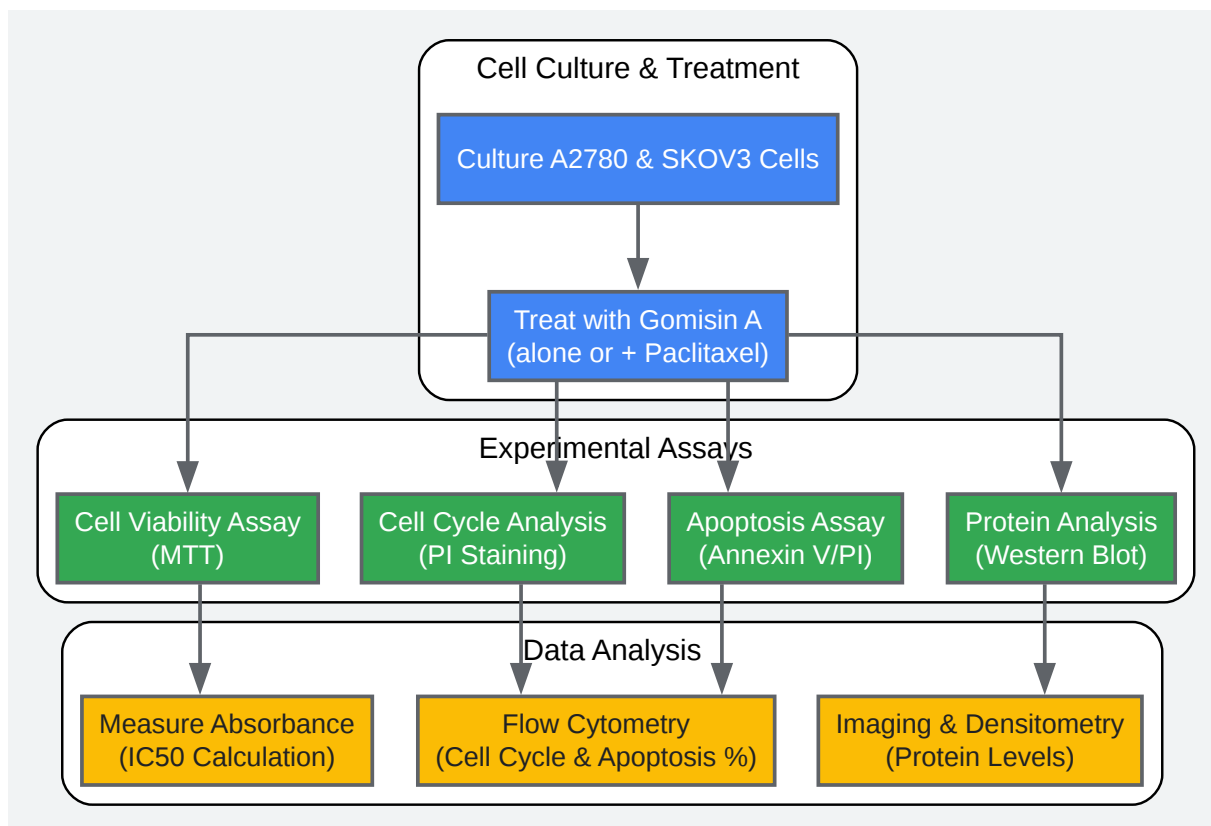 Cell Culture & Treatment
Culture A2780 & SKOV3 Cells
Treat with Gomisin A
(alone or + Paclitaxel)
Experimental Assays
Cell Viability Assay
(MTT)
Cell Cycle Analysis
(PI Staining)
Apoptosis Assay
(Annexin V/PI)
Protein Analysis
(Western Blot)
Data Analysis
Measure Absorbance
(IC50 Calculation)
Flow Cytometry
(Cell Cycle & Apoptosis %)
Imaging & Densitometry
(Protein Levels)